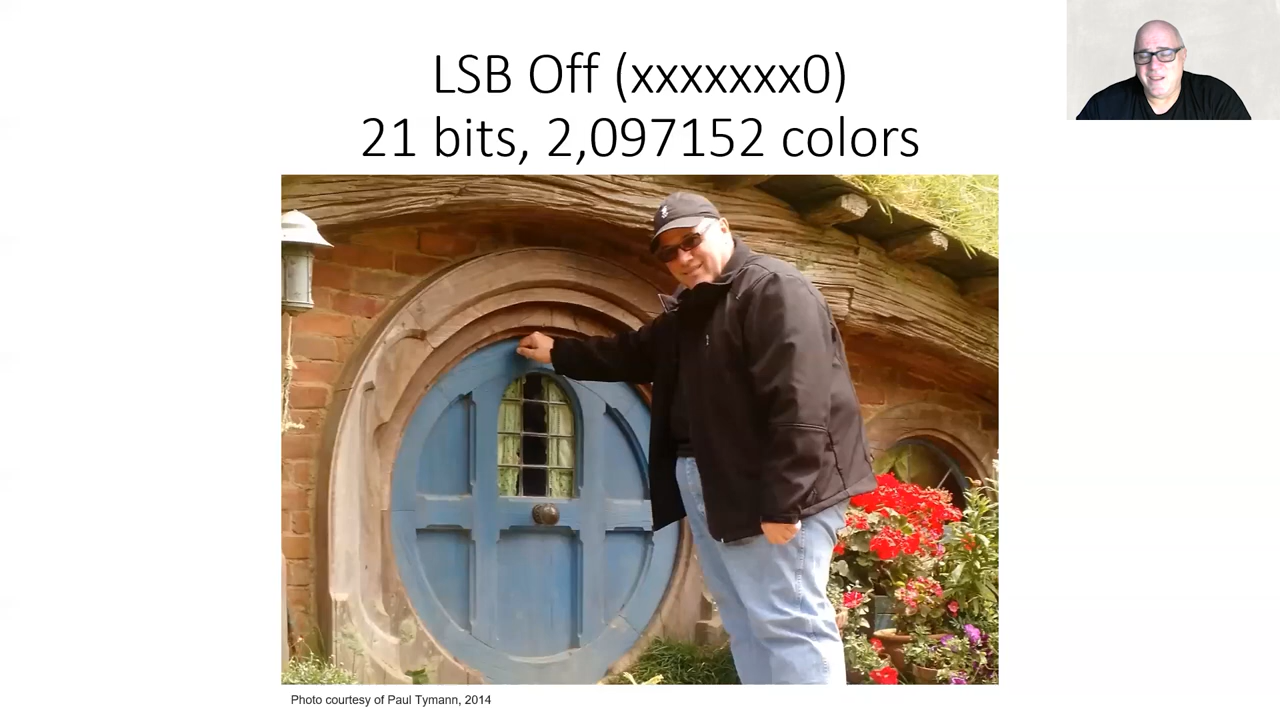 LSB Off (xxxxxxx0)
21 bits, 2,097152 colors
Photo courtesy of Paul Tymann, 2014